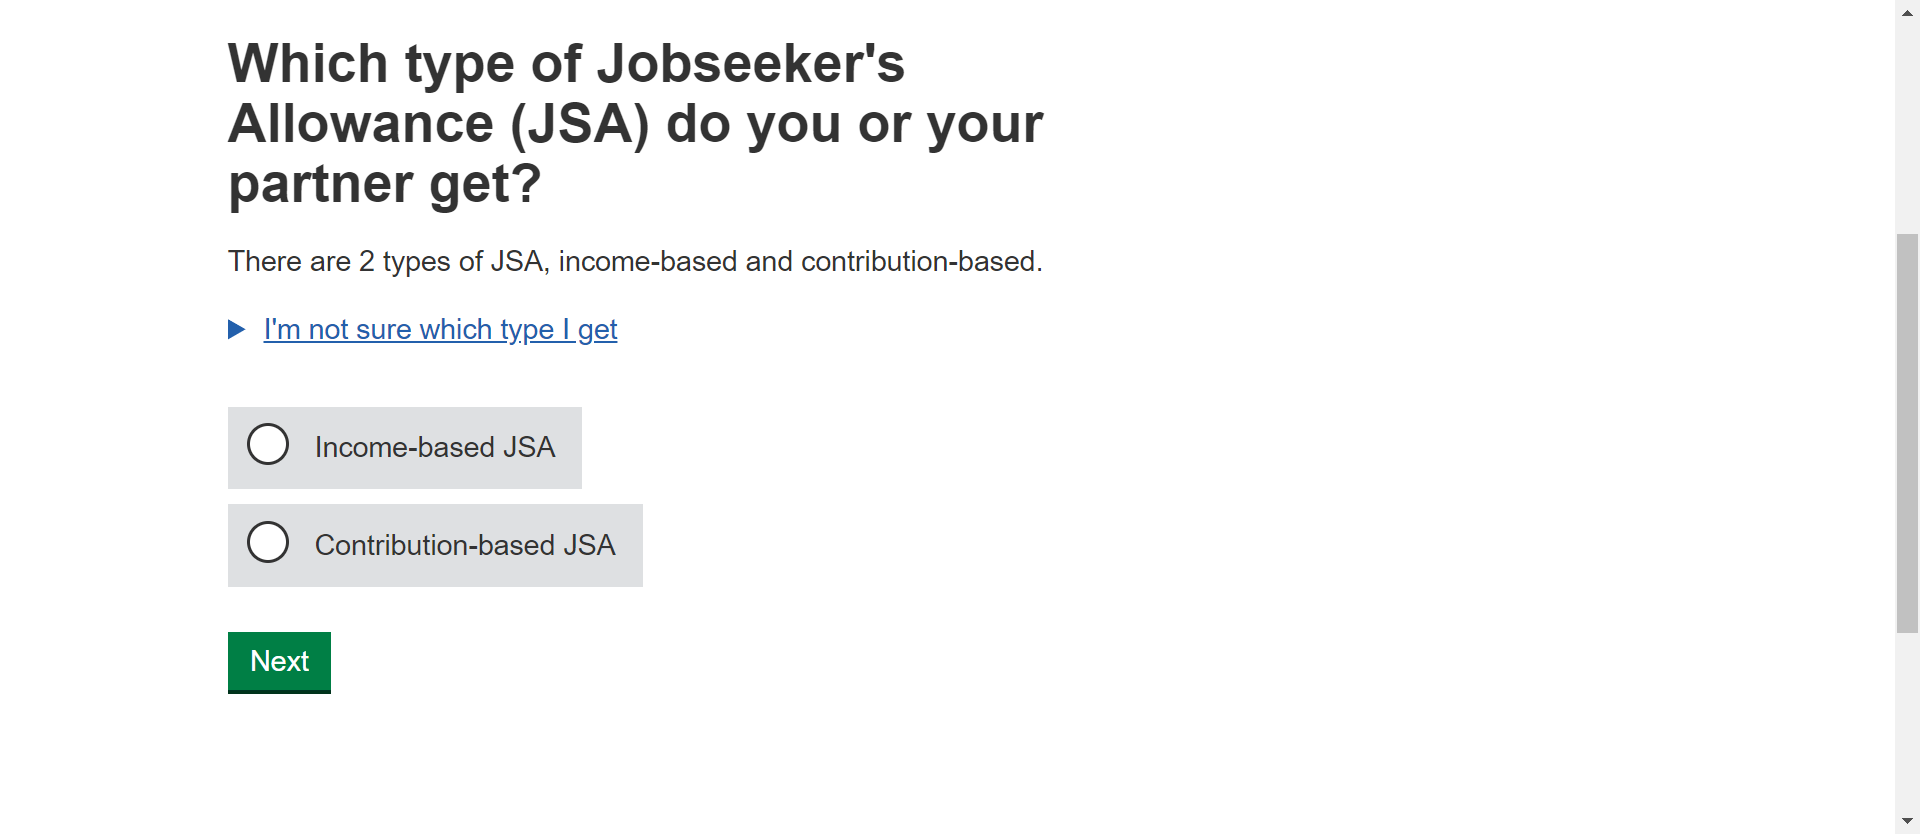 Which type of Jobseeker's
Allowance (JSA) do you or your
partner get?
There are 2 types of JSA, income-based and contribution-based.
I'm not sure which type I get
Income-based JSA
Contribution-based JSA
Next